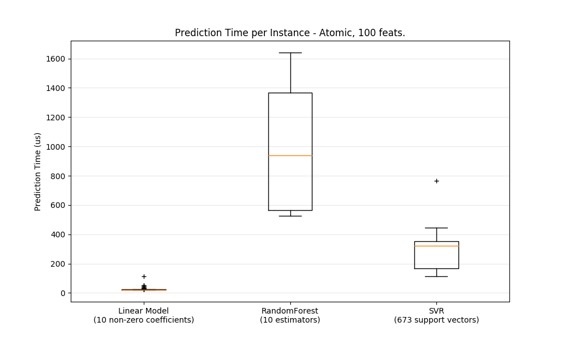 Prediction Time per Instance - Atomic, 100 feats.
Prediction Time (us)
1600
1400
1200
1000
800
600
400
200
0
Linear Model
(10 non-zero coefficients)
RandomForest
(10 estimators)
SVR
(673 support vectors)